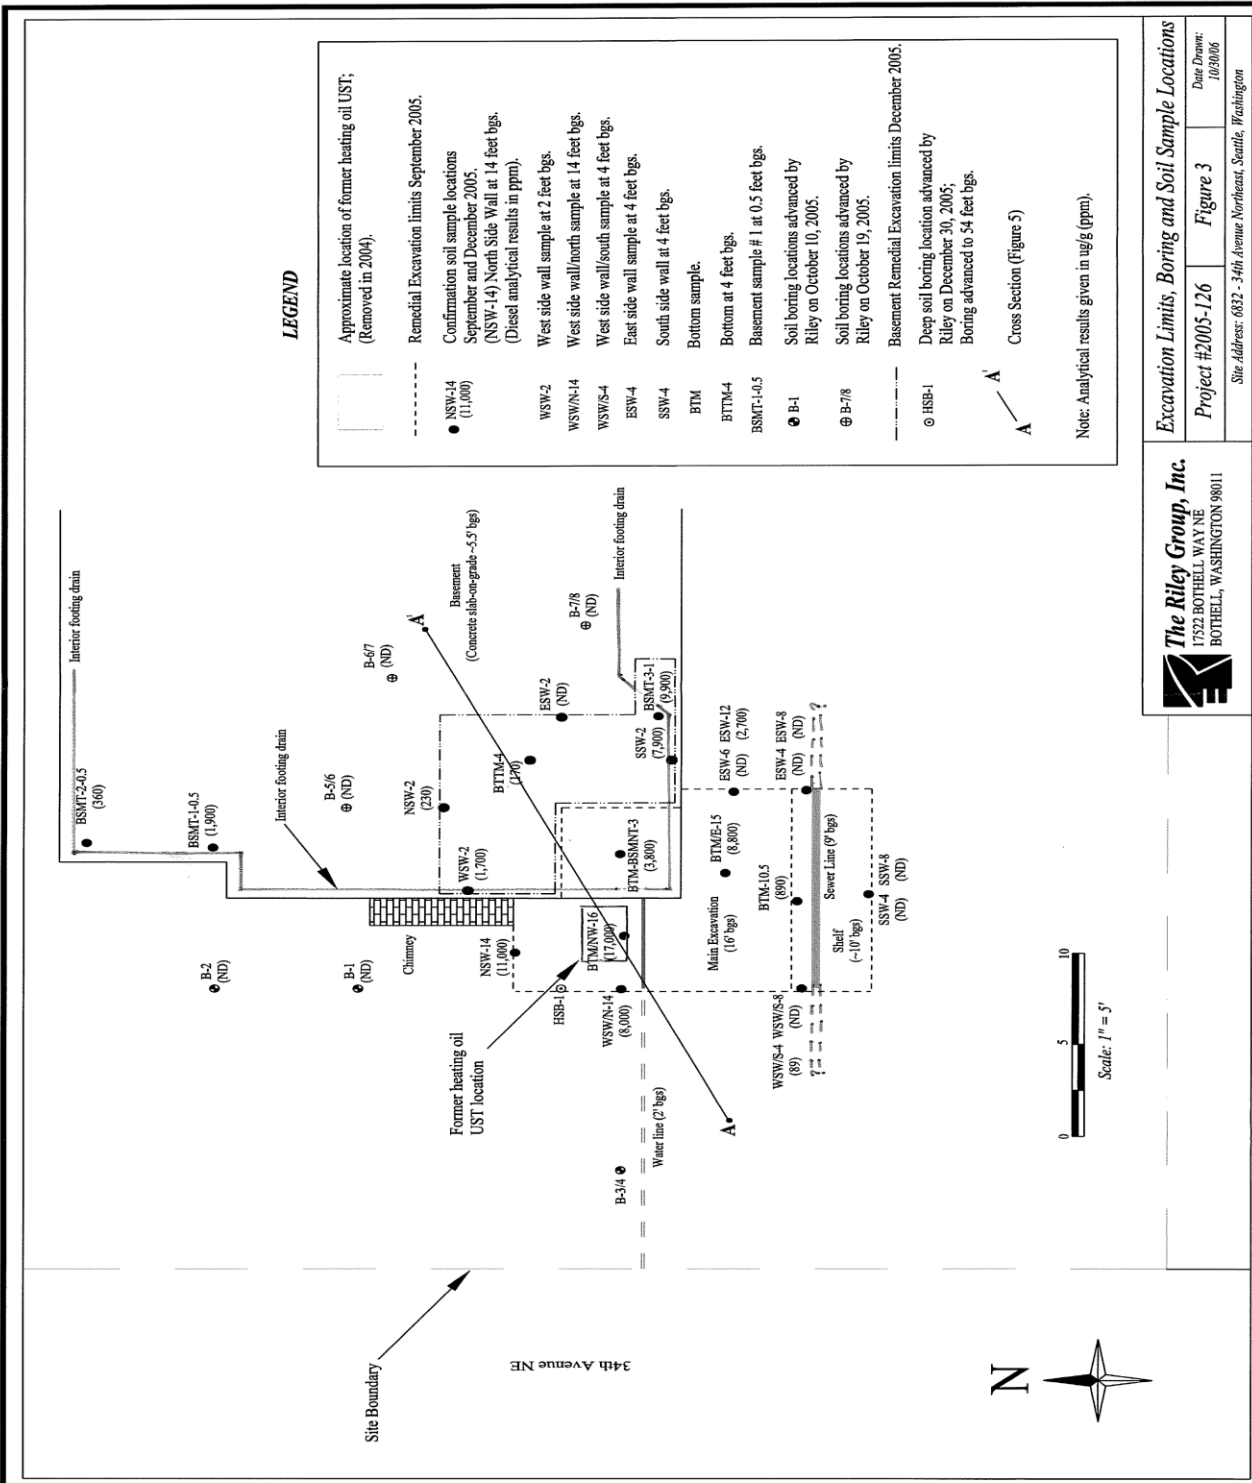 LEGEND
Approximate location of former heating oil UST;
(Removed in 2004).
Remedial Excavation limits September 2005.
NSW-14
(11,000)
Confirmation soil sample locations
September and December 2005.
(NSW-14) North Side Wall at 14 feet bgs.
(Diesel analytical results in ppm).
WSW-2 West side wall sample at 2 feet bgs.
WSW/N-14 West side wall/north sample at 14 feet bgs.
WSW/S-4 West side wall/south sample at 4 feet bgs.
ESW-4 East side wall sample at 4 feet bgs.
SSW-4 South side wall at 4 feet bgs.
BTM Bottom sample.
BTTM-4 Bottom at 4 feet bgs.
BSMT-1-0.5 Basement sample # 1 at 0.5 feet bgs.
B-1 Soil boring locations advanced by
Riley on October 10, 2005.
B-7/8 Soil boring locations advanced by
Riley on October 19, 2005.
Basement Remedial Excavation limits December 2005.
HSB-1 Deep soil boring location advanced by
Riley on December 30, 2005;
Boring advanced to 54 feet bgs.
A A' Cross Section (Figure 5)
Note: Analytical results given in ug/g (ppm).
Interior footing drain
BSMT-2-0.5
(360)
BSMT-1-0.5
(1,900)
Interior footing drain
B-5/6
(ND)
B-6/7
(ND)
A'
Basement
(Concrete slab-on-grade ~5.5' bgs)
B-7/8
(ND)
Interior footing drain
NSW-2
(230)
WSW-2
(1,700)
BTTM-4
(170)
ESW-2
(ND)
SSW-2
(7,900)
BSMT-3-1
(9,900)
BTM-BSMNT-3
(3,800)
B-2
(ND)
B-1
(ND)
Chimney
NSW-14
(11,000)
HSB-1
BTM/NW-16
(17,000)
WSW/N-14
(8,000)
Former heating oil
UST location
Main Excavation
(16' bgs)
BTM/E-15
(8,800)
ESW-6 ESW-12
(ND) (2,700)
ESW-4 ESW-8
(ND) (ND)
BTM-10.5
(890)
Sewer Line (9' bgs)
Shelf
(~10' bgs)
SSW-4 SSW-8
(ND) (ND)
WSW/S-4 WSW/S-8
(89) (ND)
?
?
?
?
Water line (2' bgs)
B-3/4
A
Site Boundary
34th Avenue NE
N
0 5 10
Scale: 1" = 5'
The Riley Group, Inc.
17522 BOTHELL WAY NE
BOTHELL, WASHINGTON 98011
Excavation Limits, Boring and Soil Sample Locations
Project #2005-126
Figure 3
Date Drawn:
10/30/06
Site Address: 6832 - 34th Avenue Northeast, Seattle, Washington